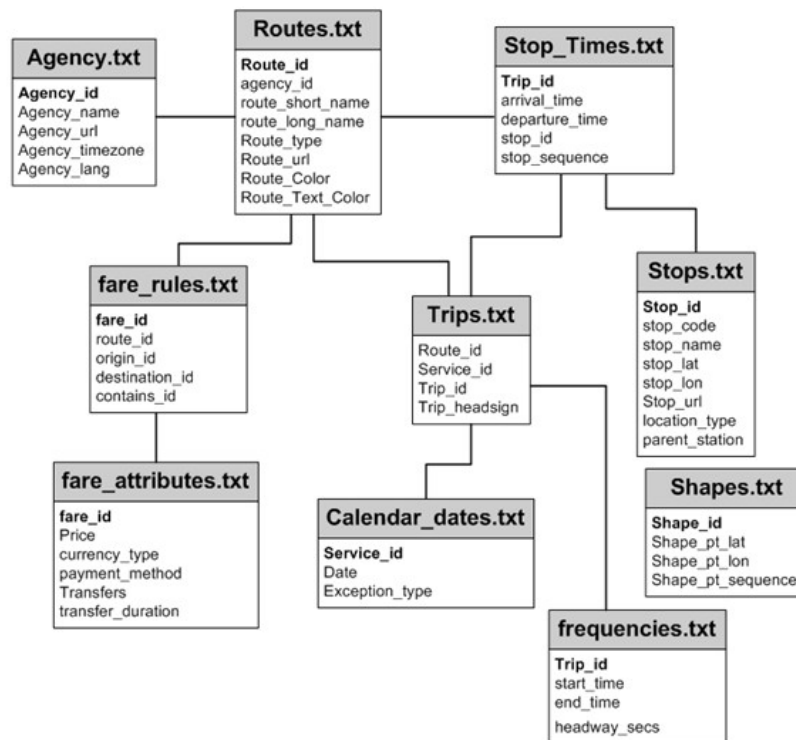 Agency.txt
Agency_id
Agency_name
Agency_url
Agency_timezone
Agency_lang
Routes.txt
Route_id
agency_id
route_short_name
route_long_name
Route_type
Route_url
Route_Color
Route_Text_Color
Stop_Times.txt
Trip_id
arrival_time
departure_time
stop_id
stop_sequence
fare_rules.txt
fare_id
route_id
origin_id
destination_id
contains_id
Trips.txt
Route_id
Service_id
Trip_id
Trip_headsign
Stops.txt
Stop_id
stop_code
stop_name
stop_lat
stop_lon
Stop_url
location_type
parent_station
fare_attributes.txt
fare_id
Price
currency_type
payment_method
Transfers
transfer_duration
Calendar_dates.txt
Service_id
Date
Exception_type
Shapes.txt
Shape_id
Shape_pt_lat
Shape_pt_lon
Shape_pt_sequence
frequencies.txt
Trip_id
start_time
end_time
headway_secs